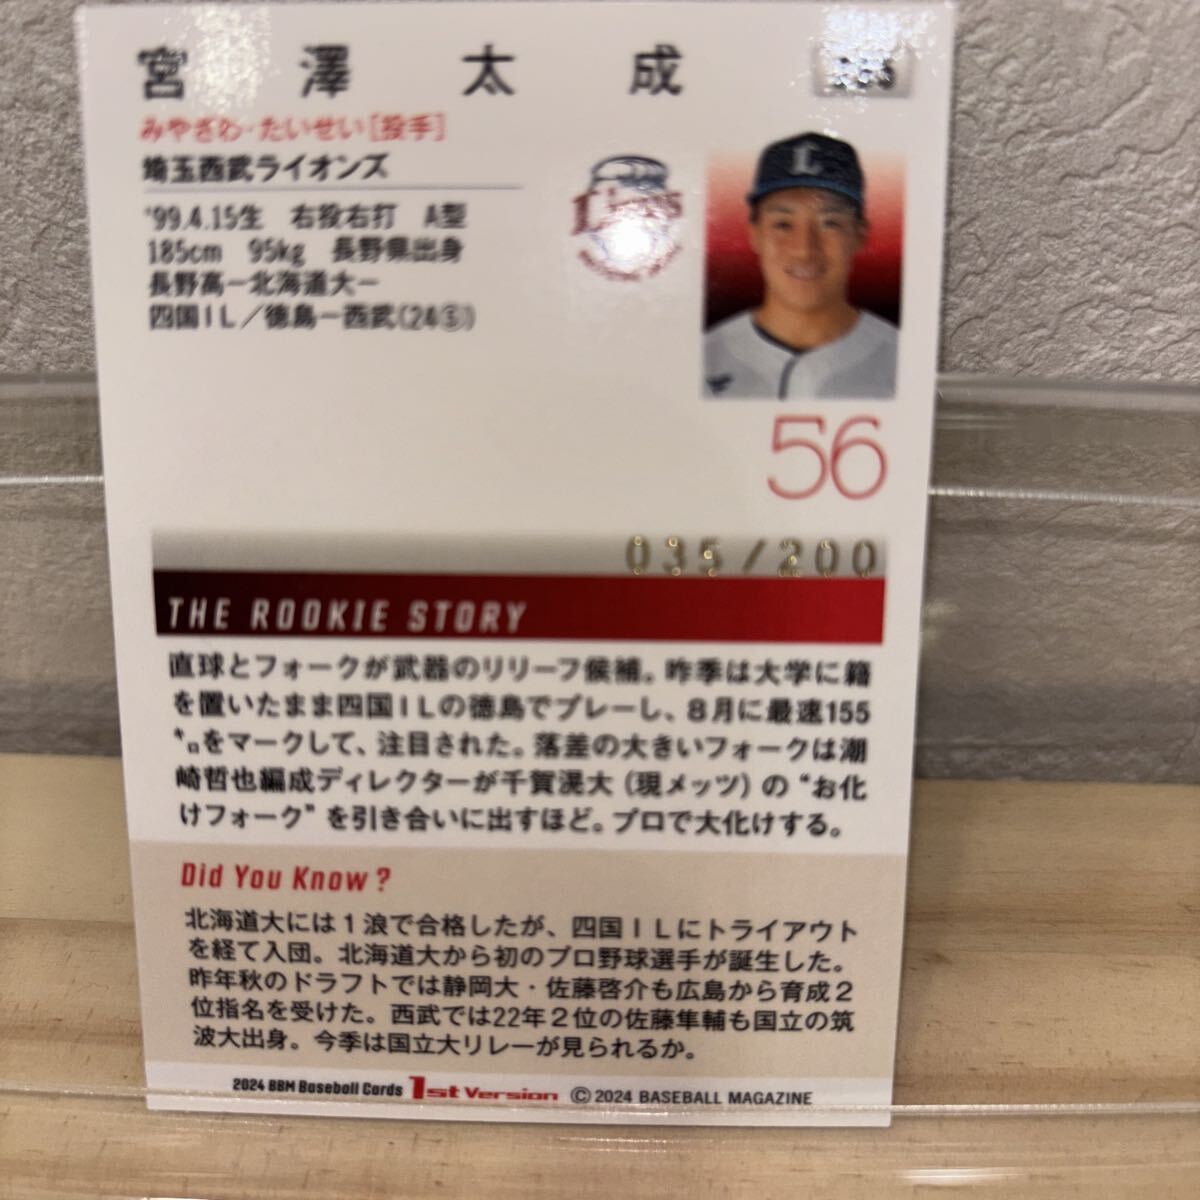 宮澤太成
みやざわ・たいせい[投手]
埼玉西武ライオンズ
'99.4.15生 右投右打 A型
185cm 95kg 長野県出身
長野高ー北海道大ー
四国IL/徳島ー西武(24⑤)
L
Lions
56
035/200
THE ROOKIE STORY
直球とフォークが武器のリリーフ候補。昨季は大学に籍
を置いたまま四国ILの徳島でプレーし、8月に最速155
㌔をマークして、注目された。落差の大きいフォークは潮
崎哲也編成ディレクターが千賀滉大(現メッツ)の“お化
けフォーク”を引き合いに出すほど。プロで大化けする。
Did You Know?
北海道大には1浪で合格したが、四国ILにトライアウト
を経て入団。北海道大から初のプロ野球選手が誕生した。
昨年秋のドラフトでは静岡大・佐藤啓介も広島から育成2
位指名を受けた。西武では22年2位の佐藤隼輔も国立の筑
波大出身。今季は国立大リレーが見られるか。
2024 BBM Baseball Cards 1st Version © 2024 BASEBALL MAGAZINE